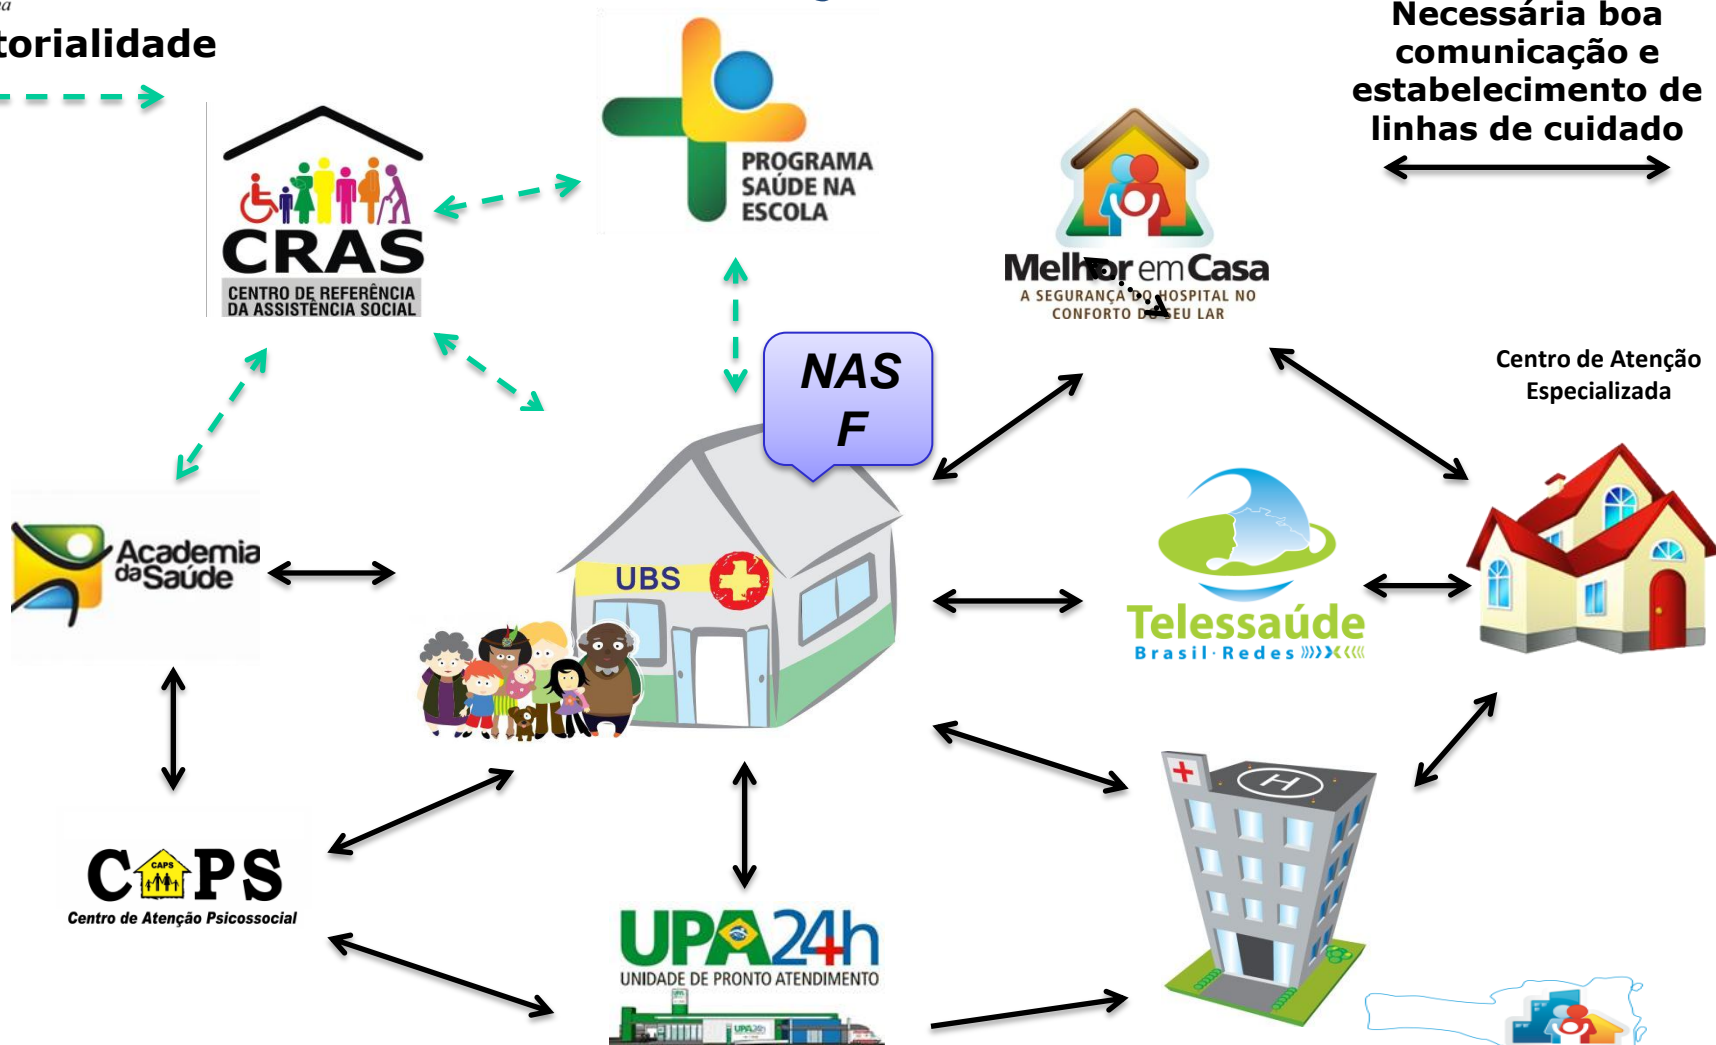 torialidade
Necessária boa
comunicação e
estabelecimento de
linhas de cuidado
PROGRAMA
SAÚDE NA
ESCOLA
CRAS
CENTRO DE REFERÊNCIA
DA ASSISTÊNCIA SOCIAL
Melhor em Casa
A SEGURANÇA DO HOSPITAL NO
CONFORTO DO SEU LAR
NAS
F
Centro de Atenção
Especializada
Academia
da Saúde
UBS
Telessaúde
Brasil·Redes
H
CAPS
CAPS
Centro de Atenção Psicossocial
UPA24h
UNIDADE DE PRONTO ATENDIMENTO
UPA24h